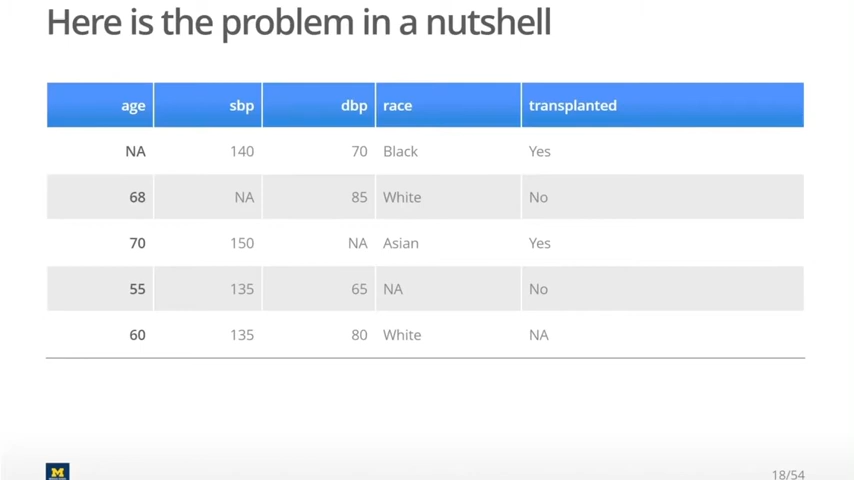 Here is the problem in a nutshell
age sbp dbp race transplanted
NA 140 70 Black Yes
68 NA 85 White No
70 150 NA Asian Yes
55 135 65 NA No
60 135 80 White NA
M
18/54